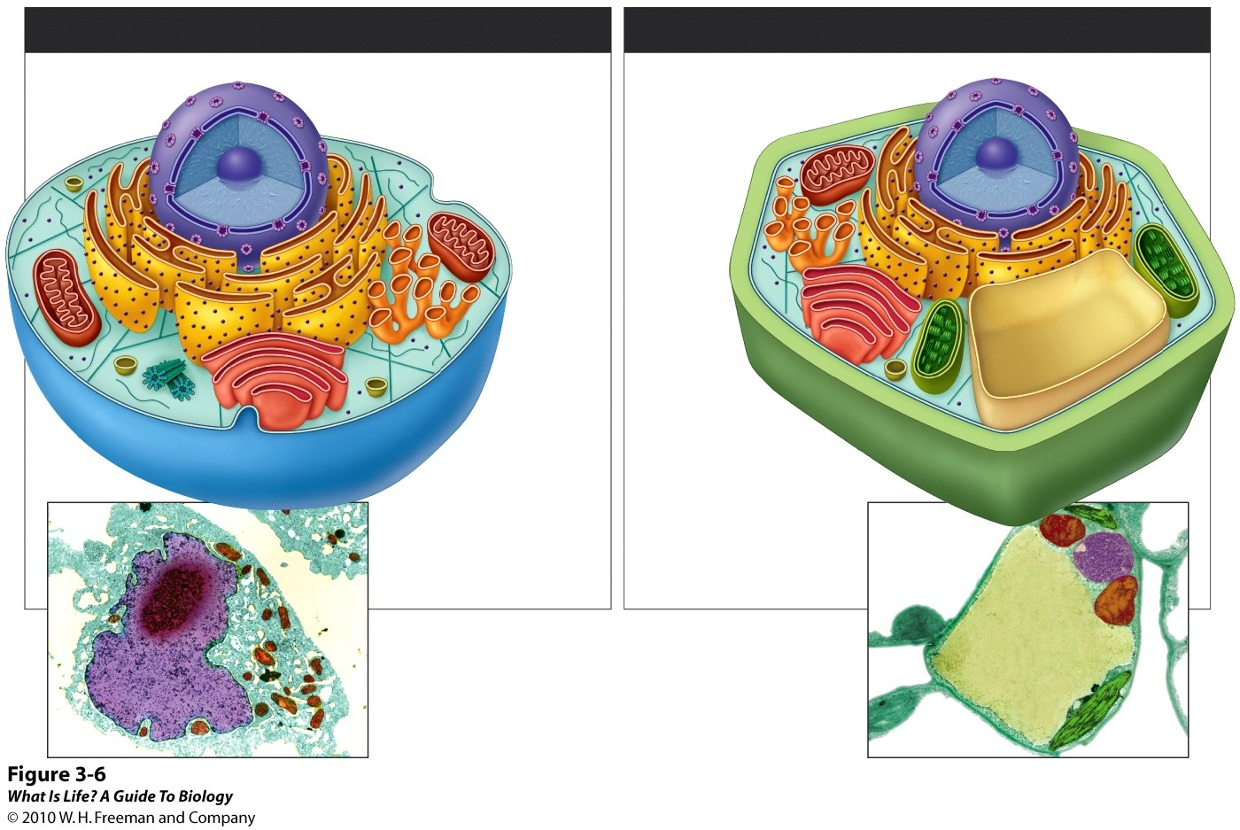 Figure 3-6
What Is Life? A Guide To Biology
© 2010 W. H. Freeman and Company